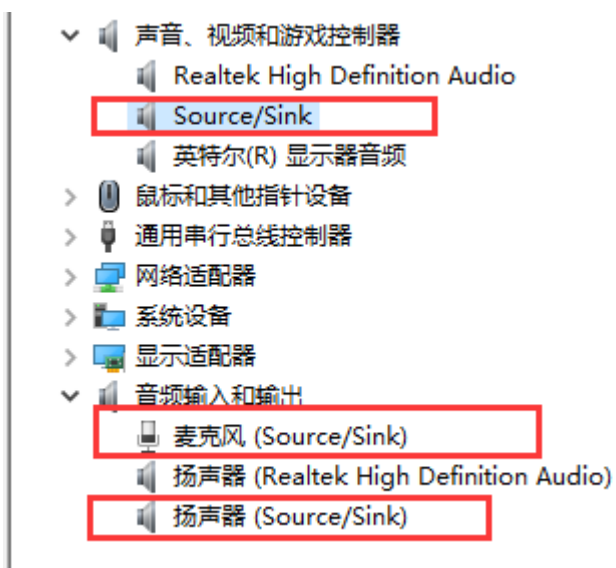 声音、视频和游戏控制器
Realtek High Definition Audio
Source/Sink
英特尔(R) 显示器音频
鼠标和其他指针设备
通用串行总线控制器
网络适配器
系统设备
显示适配器
音频输入和输出
麦克风 (Source/Sink)
扬声器 (Realtek High Definition Audio)
扬声器 (Source/Sink)